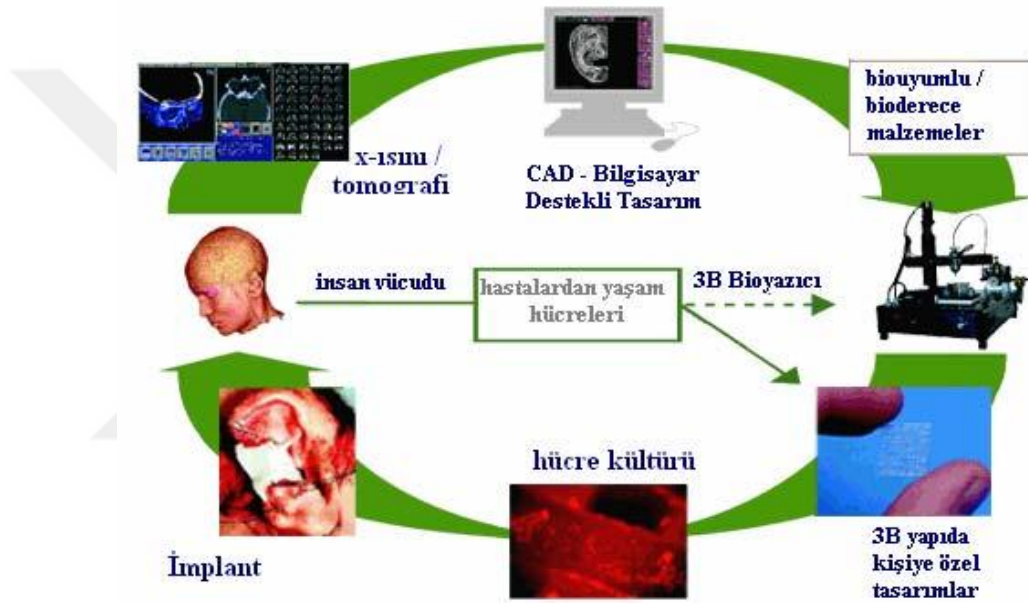 x-ısını /
tomografi
CAD - Bilgisayar
Destekli Tasarım
biouyumlu /
bioderece
malzemeler
insan vücudu
hastalardan yaşam
hücreleri
3B Bioyazıcı
hücre kültürü
İmplant
3B yapıda
kişiye özel
tasarımlar